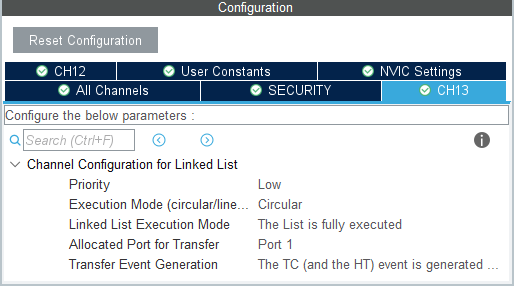 Configuration
Reset Configuration
CH12 User Constants NVIC Settings
All Channels SECURITY CH13
Configure the below parameters :
Search (Ctrl+F)
Channel Configuration for Linked List
Priority Low
Execution Mode (circular/line... Circular
Linked List Execution Mode The List is fully executed
Allocated Port for Transfer Port 1
Transfer Event Generation The TC (and the HT) event is generated ...